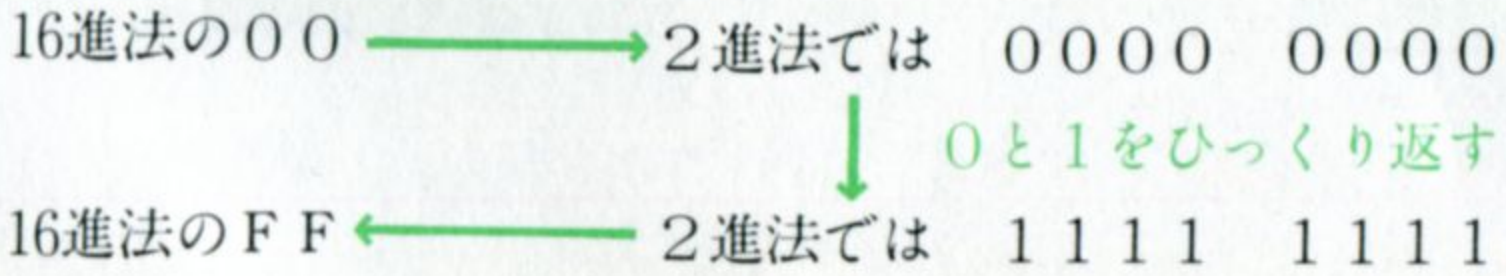 16進法の００ → ２進法では ００００ ００００
０と１をひっくり返す
16進法のＦＦ ← ２進法では １１１１ １１１１